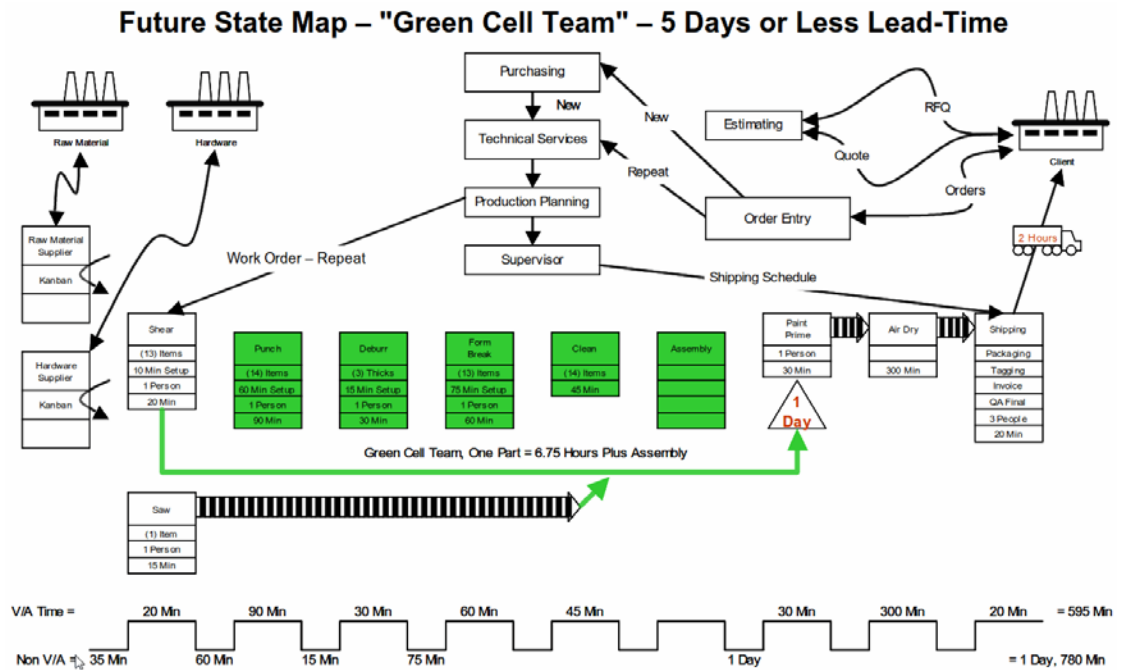 Future State Map – "Green Cell Team" – 5 Days or Less Lead-Time
Raw Material
Hardware
Purchasing
New
Technical Services
Production Planning
Supervisor
New
Repeat
Estimating
RFQ
Quote
Orders
Order Entry
Client
2 Hours
Raw Material
Supplier
Kanban
Work Order – Repeat
Shipping Schedule
Hardware
Supplier
Kanban
Shear
(13) Items
10 Min Setup
1 Person
20 Min
Punch
(14) Items
60 Min Setup
1 Person
90 Min
Deburr
(3) Thicks
15 Min Setup
1 Person
30 Min
Form
Break
(13) Items
75 Min Setup
1 Person
60 Min
Clean
(14) Items
45 Min
Assembly
Paint
Prime
1 Person
30 Min
1
Day
Air Dry
300 Min
Shipping
Packaging
Tagging
Invoice
QA Final
3 People
20 Min
Green Cell Team, One Part = 6.75 Hours Plus Assembly
Saw
(1) Item
1 Person
15 Min
V/A Time = 20 Min 90 Min 30 Min 60 Min 45 Min 30 Min 300 Min 20 Min = 595 Min
Non V/A = 35 Min 60 Min 15 Min 75 Min 1 Day = 1 Day, 780 Min